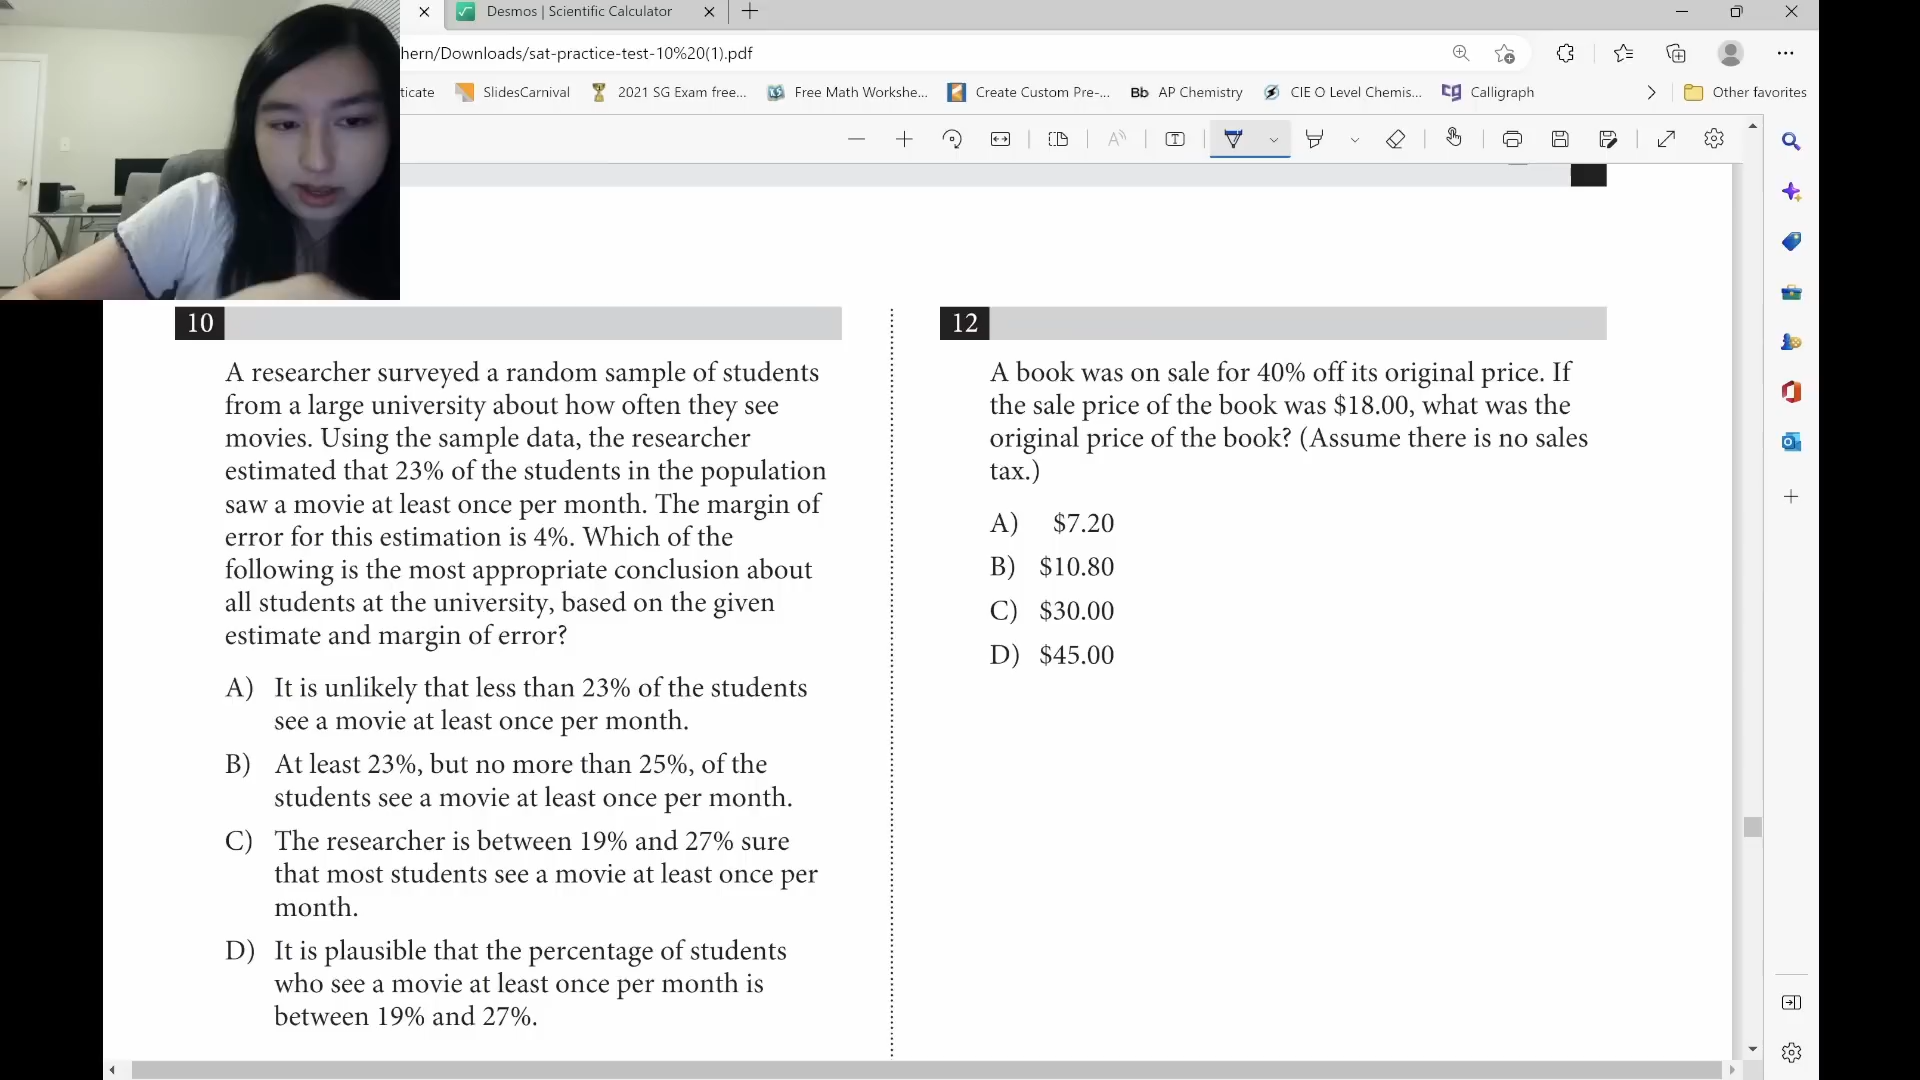 Desmos | Scientific Calculator
hern/Downloads/sat-practice-test-10%20(1).pdf
ticate
SlidesCarnival
2021 SG Exam free...
Free Math Workshe...
Create Custom Pre-...
Bb AP Chemistry
CIE O Level Chemis...
Calligraph
Other favorites
10
A researcher surveyed a random sample of students
from a large university about how often they see
movies. Using the sample data, the researcher
estimated that 23% of the students in the population
saw a movie at least once per month. The margin of
error for this estimation is 4%. Which of the
following is the most appropriate conclusion about
all students at the university, based on the given
estimate and margin of error?
A) It is unlikely that less than 23% of the students
see a movie at least once per month.
B) At least 23%, but no more than 25%, of the
students see a movie at least once per month.
C) The researcher is between 19% and 27% sure
that most students see a movie at least once per
month.
D) It is plausible that the percentage of students
who see a movie at least once per month is
between 19% and 27%.
12
A book was on sale for 40% off its original price. If
the sale price of the book was $18.00, what was the
original price of the book? (Assume there is no sales
tax.)
A) $7.20
B) $10.80
C) $30.00
D) $45.00